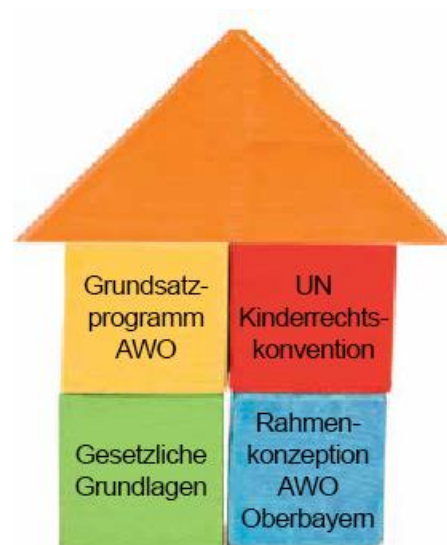 Grundsatz-
programm
AWO
UN
Kinderrechts-
konvention
Gesetzliche
Grundlagen
Rahmen-
konzeption
AWO
Oberbayern